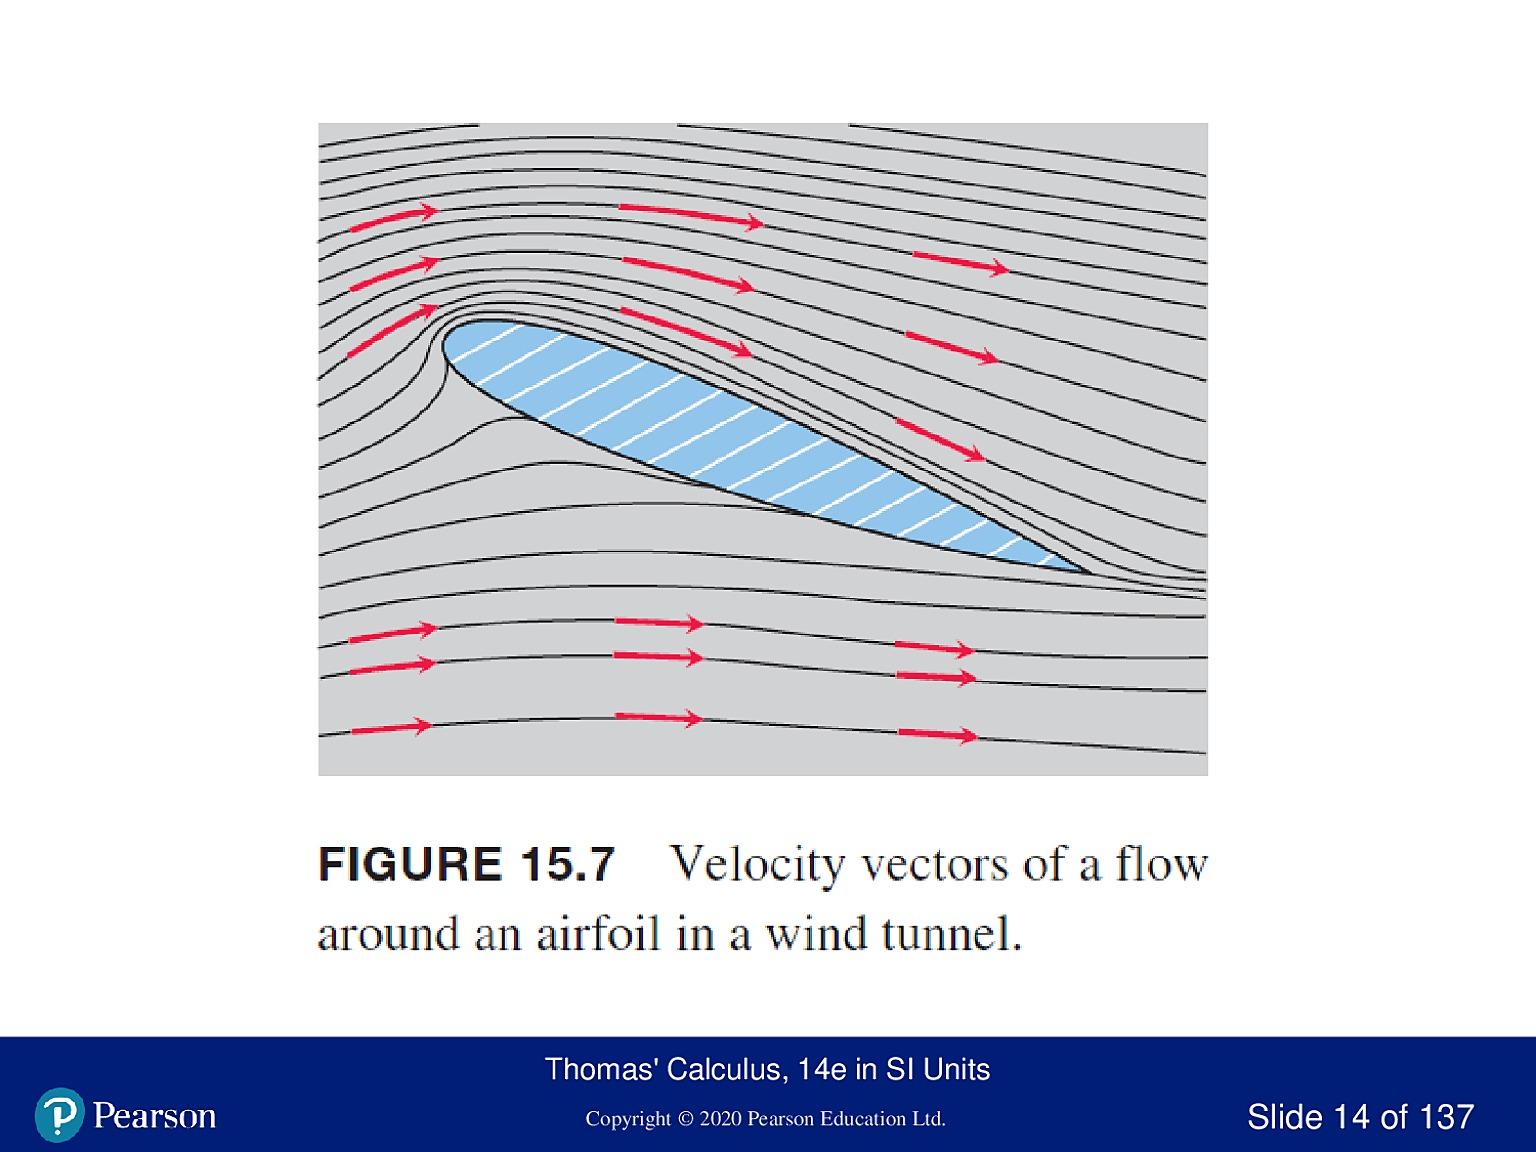 FIGURE 15.7 Velocity vectors of a flow
around an airfoil in a wind tunnel.
Thomas' Calculus, 14e in SI Units
Pearson
Copyright © 2020 Pearson Education Ltd.
Slide 14 of 137